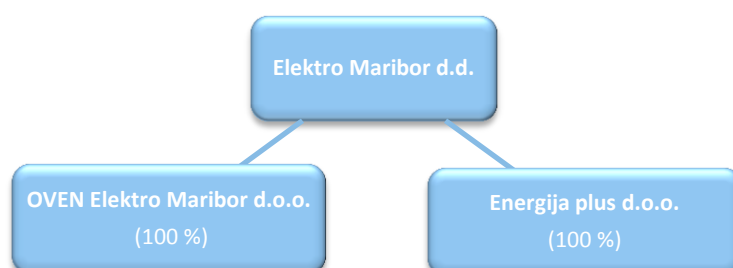 Elektro Maribor d.d.
OVEN Elektro Maribor d.o.o.
(100 %)
Energija plus d.o.o.
(100 %)